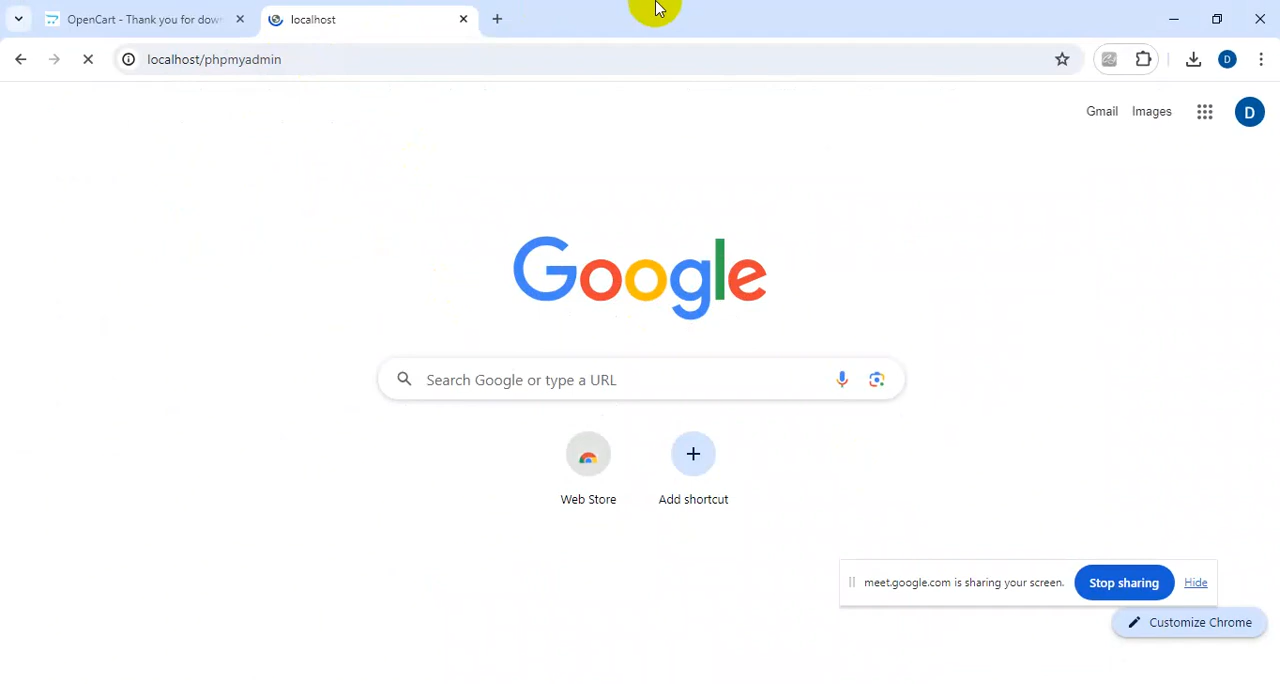 OpenCart - Thank you for dow
localhost
localhost/phpmyadmin
D
Gmail Images
D
Google
Search Google or type a URL
Web Store
Add shortcut
meet.google.com is sharing your screen.
Stop sharing
Hide
Customize Chrome